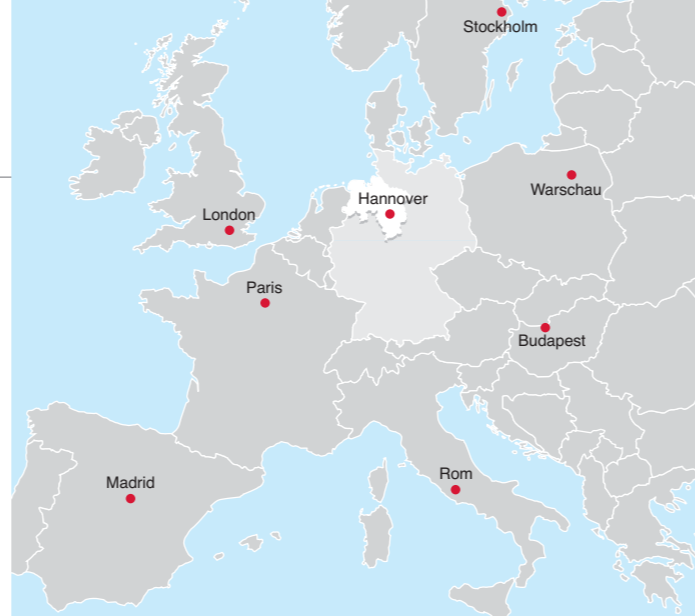 Stockholm
Warschau
Hannover
London
Paris
Budapest
Rom
Madrid